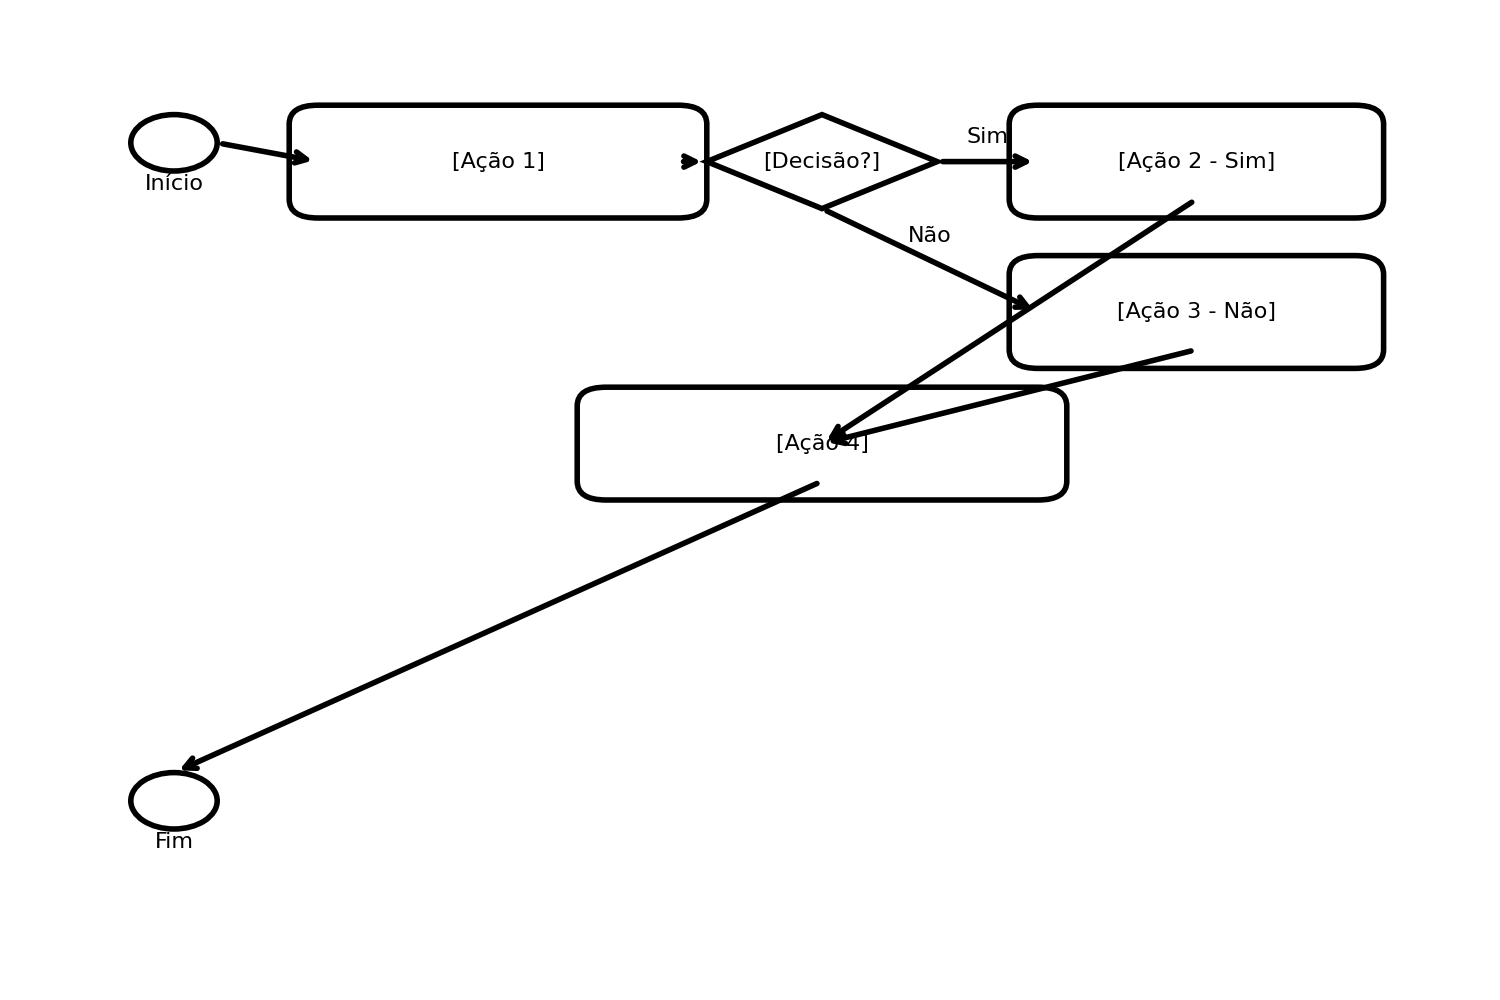 Início
[Ação 1]
[Decisão?]
Sim
[Ação 2 - Sim]
Não
[Ação 3 - Não]
[Ação 4]
Fim